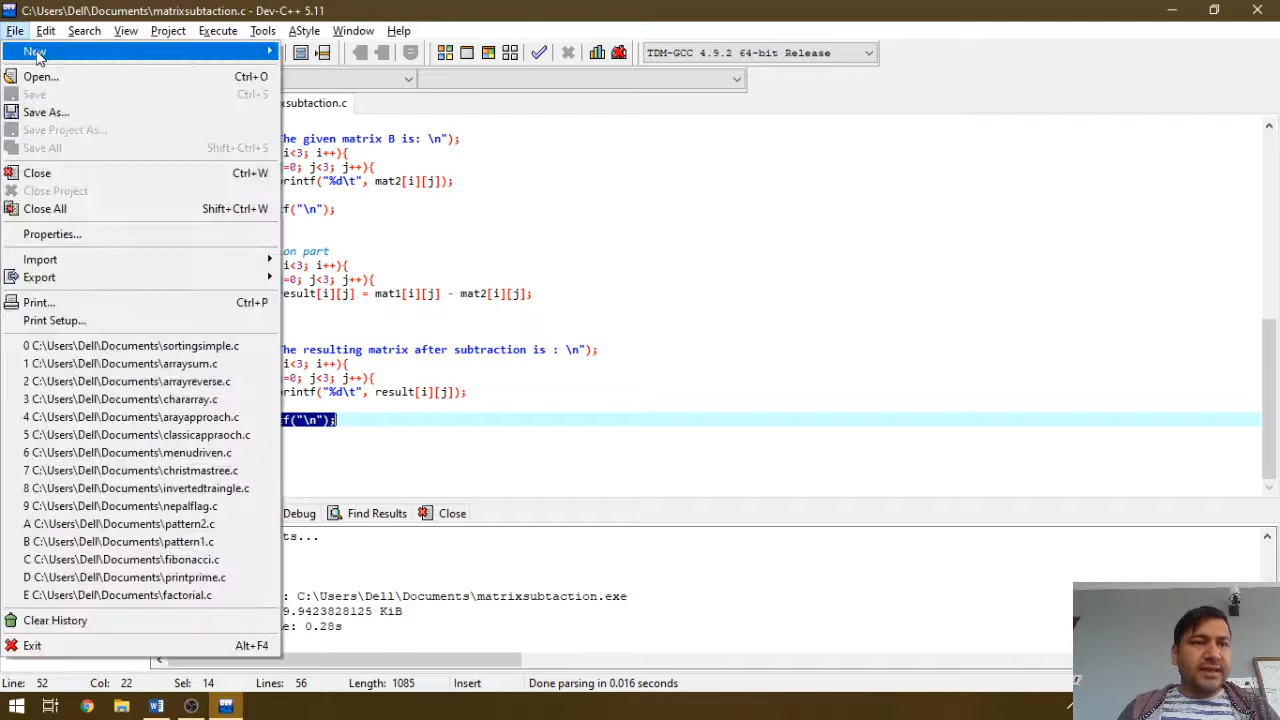 C:\Users\Dell\Documents\matrixsubtaction.c - Dev-C++ 5.11
File Edit Search View Project Execute Tools AStyle Window Help
New
TDM-GCC 4.9.2 64-bit Release
Open... Ctrl+O
Save Ctrl+S
Save As...
xsubtaction.c
Save Project As...
Save All Shift+Ctrl+S
Close Ctrl+W
Close Project
Close All Shift+Ctrl+W
Properties...
Import
Export
Print... Ctrl+P
Print Setup...
0 C:\Users\Dell\Documents\sortingsimple.c
1 C:\Users\Dell\Documents\arraysum.c
2 C:\Users\Dell\Documents\arrayreverse.c
3 C:\Users\Dell\Documents\chararray.c
4 C:\Users\Dell\Documents\arayapproach.c
5 C:\Users\Dell\Documents\classicappraoch.c
6 C:\Users\Dell\Documents\menudriven.c
7 C:\Users\Dell\Documents\christmastree.c
8 C:\Users\Dell\Documents\invertedtraingle.c
9 C:\Users\Dell\Documents\nepalflag.c
A C:\Users\Dell\Documents\pattern2.c
B C:\Users\Dell\Documents\pattern1.c
C C:\Users\Dell\Documents\fibonacci.c
D C:\Users\Dell\Documents\printprime.c
E C:\Users\Dell\Documents\factorial.c
Clear History
Exit Alt+F4
he given matrix B is: \n");
i<3; i++){
=0; j<3; j++){
rintf("%d\t", mat2[i][j]);
f("\n");
on part
i<3; i++){
=0; j<3; j++){
esult[i][j] = mat1[i][j] - mat2[i][j];
he resulting matrix after subtraction is : \n");
i<3; i++){
=0; j<3; j++){
rintf("%d\t", result[i][j]);
f("\n");
Debug Find Results Close
ts...
: C:\Users\Dell\Documents\matrixsubtaction.exe
9.9423828125 KiB
e: 0.28s
Line: 52 Col: 22 Sel: 14 Lines: 56 Length: 1085 Insert Done parsing in 0.016 seconds